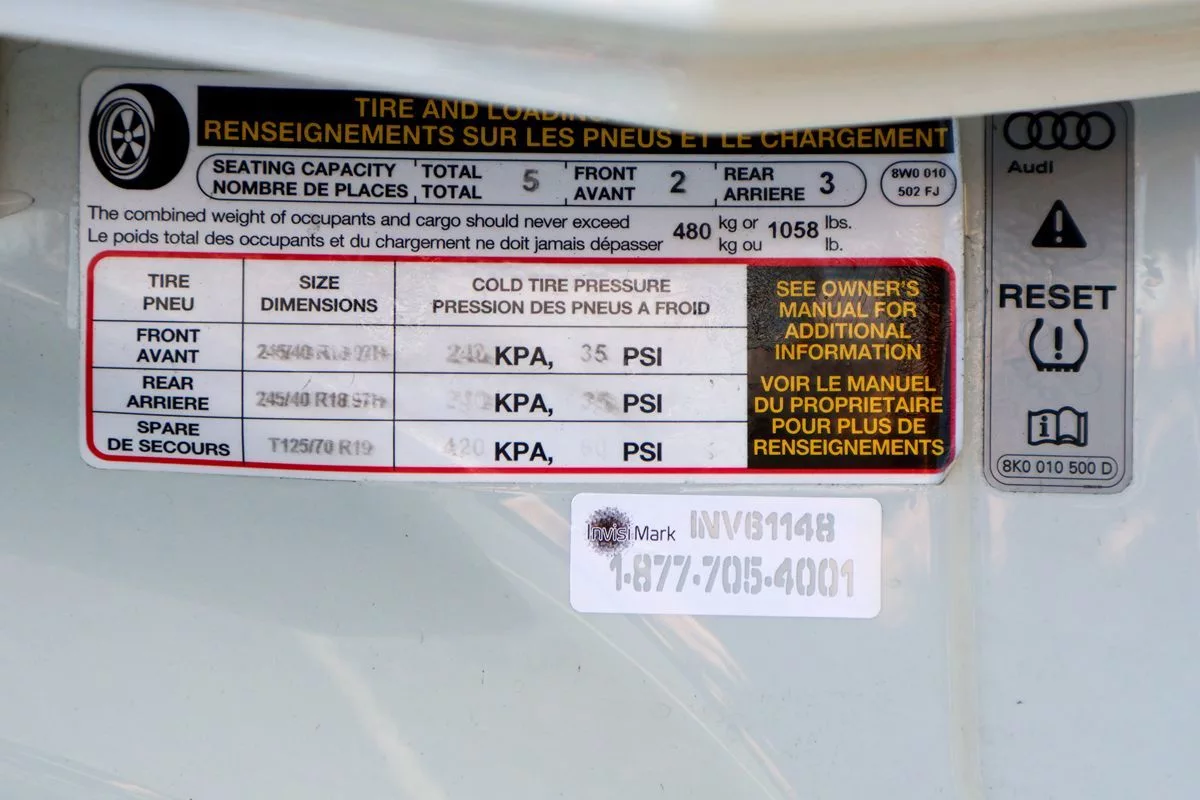 TIRE AND LOADING
RENSEIGNEMENTS SUR LES PNEUS ET LE CHARGEMENT
SEATING CAPACITY TOTAL 5 FRONT 2 REAR 3
NOMBRE DE PLACES TOTAL AVANT ARRIERE
8W0 010
502 FJ
The combined weight of occupants and cargo should never exceed 480 kg or 1058 lbs.
Le poids total des occupants et du chargement ne doit jamais dépasser kg ou lb.
TIRE SIZE COLD TIRE PRESSURE
PNEU DIMENSIONS PRESSION DES PNEUS A FROID
FRONT
AVANT KPA, 35 PSI
REAR
ARRIERE 245/40 R18 97H KPA, 35 PSI
SPARE
DE SECOURS T125/70 R19 420 KPA, PSI
SEE OWNER'S
MANUAL FOR
ADDITIONAL
INFORMATION
VOIR LE MANUEL
DU PROPRIETAIRE
POUR PLUS DE
RENSEIGNEMENTS
Audi
RESET
8K0 010 500 D
InvisiMark INV61148
1-877-705-4001